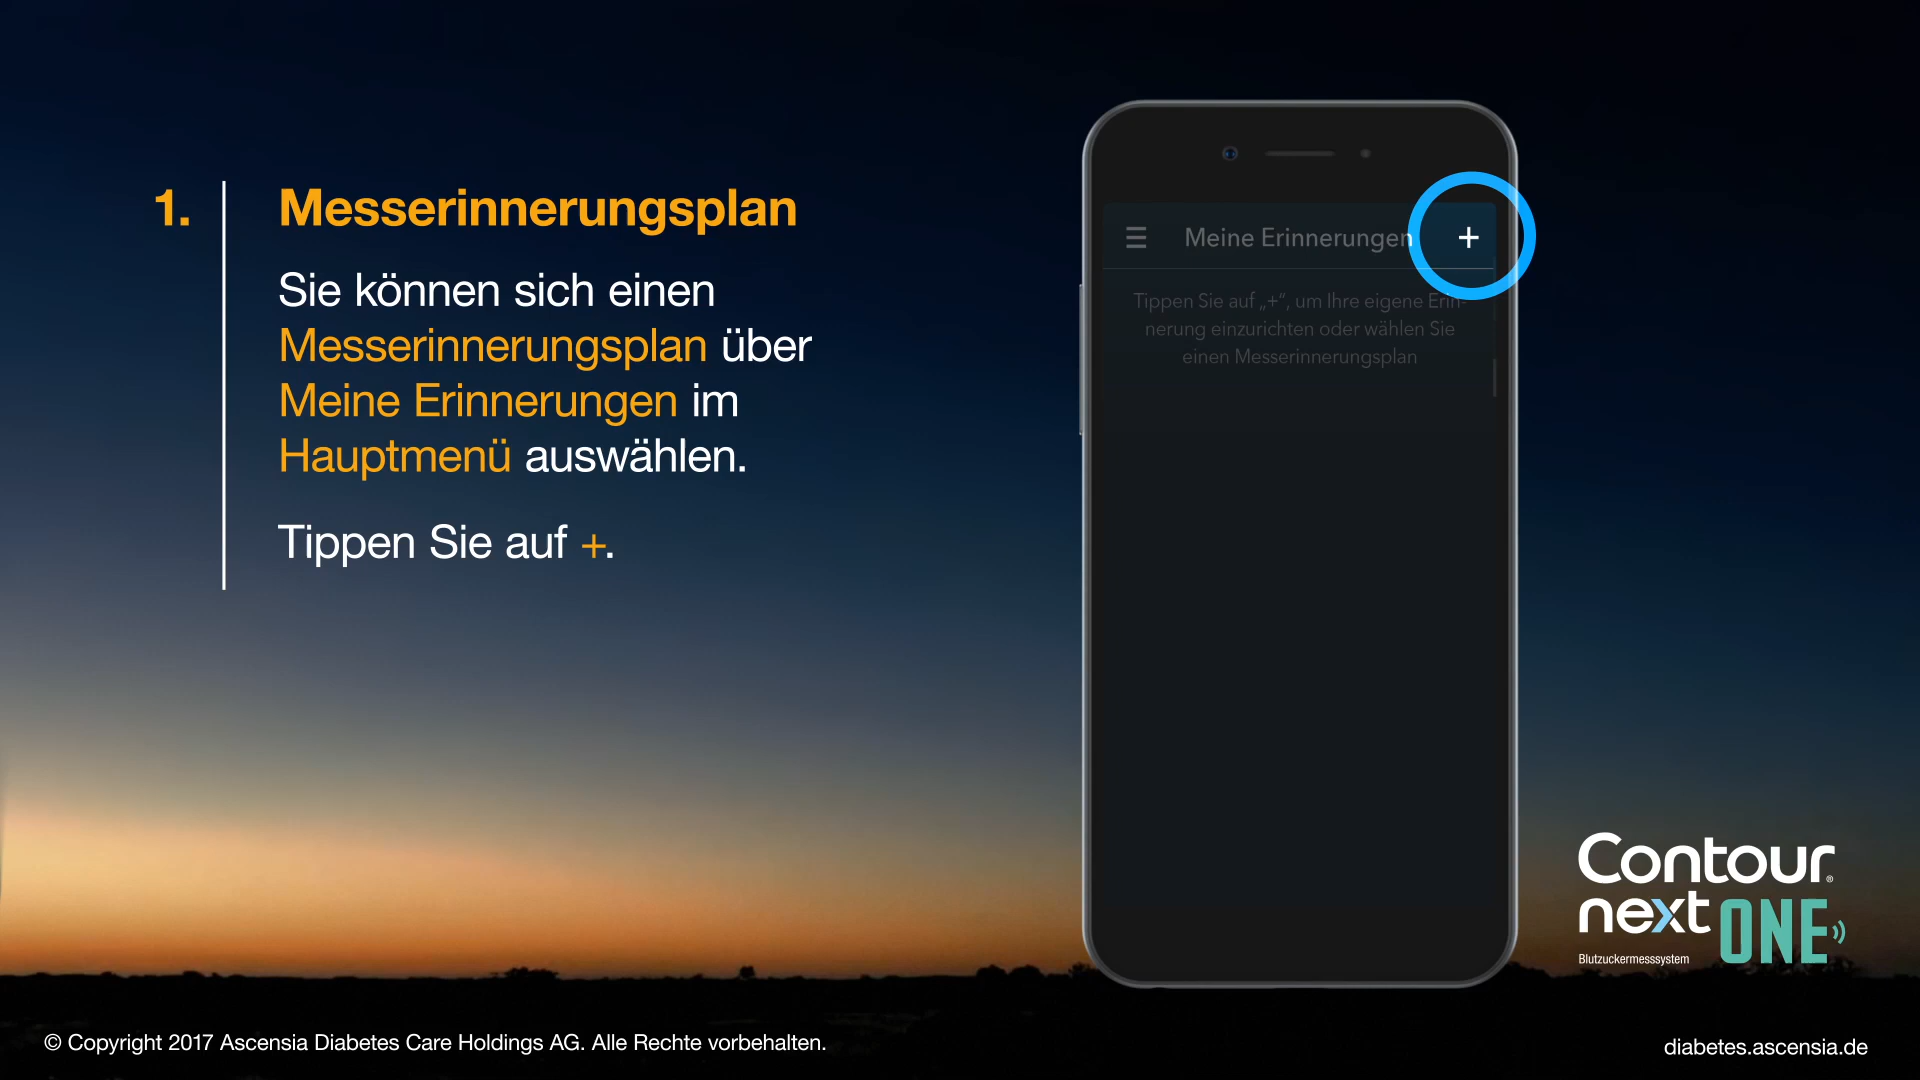 1.
Messerinnerungsplan
Sie können sich einen
Messerinnerungsplan über
Meine Erinnerungen im
Hauptmenü auswählen.
Tippen Sie auf +.
Meine Erinnerungen +
Tippen Sie auf „+“, um Ihre eigene Erin-
nerung einzurichten oder wählen Sie
einen Messerinnerungsplan
Contour®
next ONE
Blutzuckermesssystem
© Copyright 2017 Ascensia Diabetes Care Holdings AG. Alle Rechte vorbehalten.
diabetes.ascensia.de